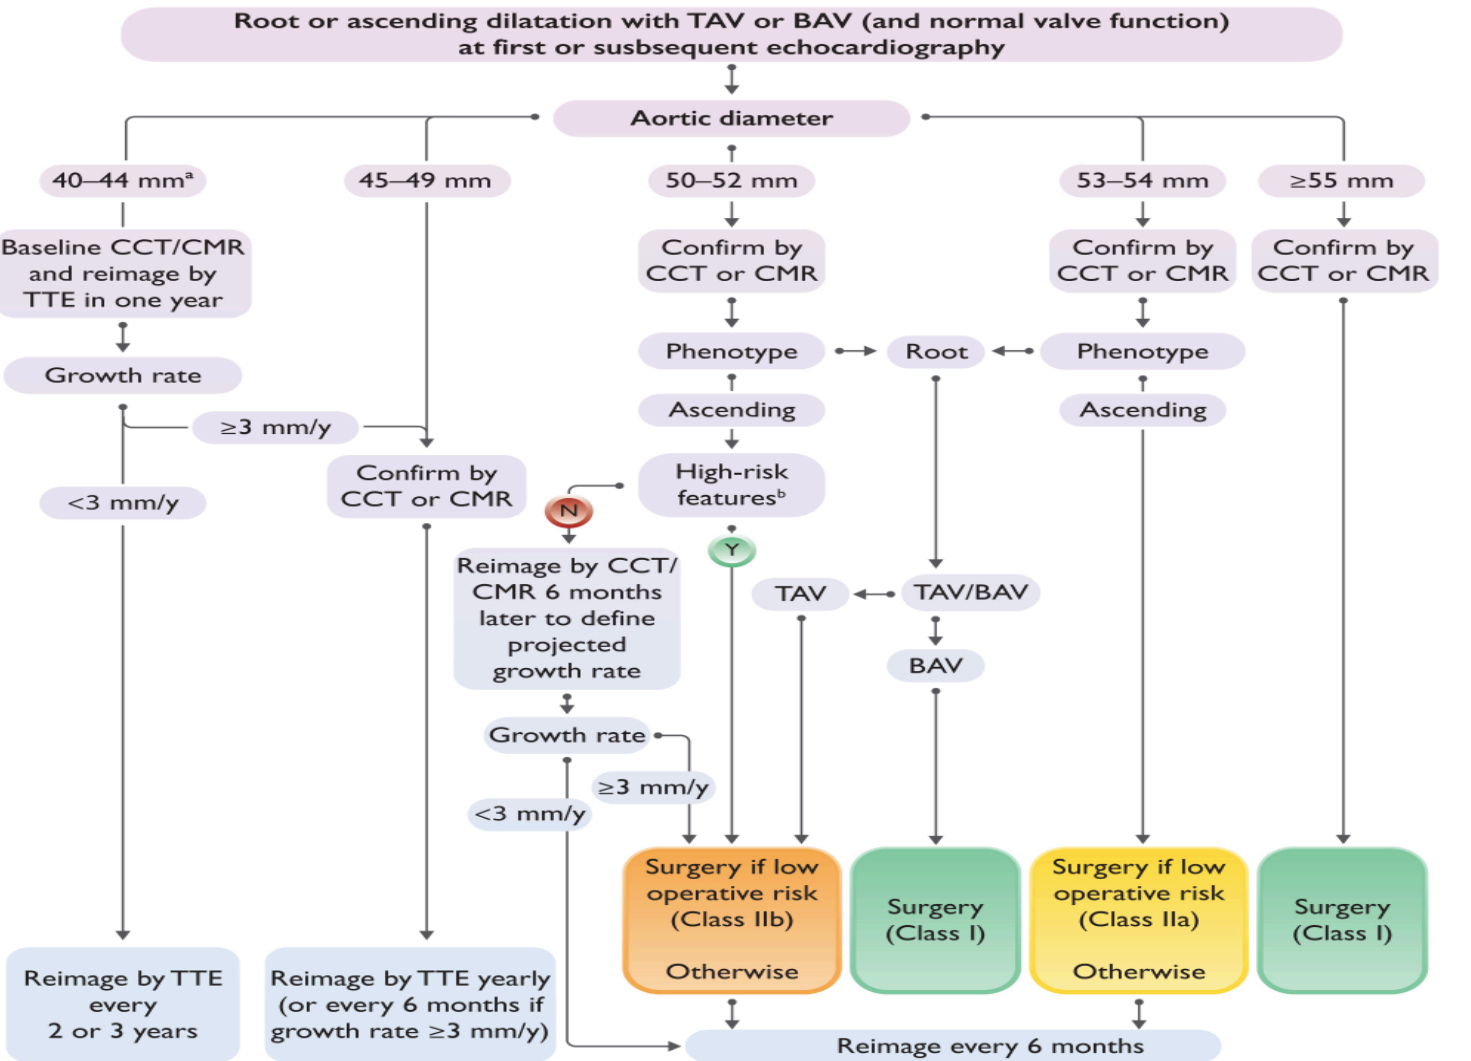 Root or ascending dilatation with TAV or BAV (and normal valve function)
at first or susbsequent echocardiography
Aortic diameter
40–44 mmᵃ
45–49 mm
50–52 mm
53–54 mm
≥55 mm
Baseline CCT/CMR
and reimage by
TTE in one year
Confirm by
CCT or CMR
Confirm by
CCT or CMR
Confirm by
CCT or CMR
Growth rate
Phenotype
Root
Phenotype
≥3 mm/y
Ascending
Ascending
<3 mm/y
Confirm by
CCT or CMR
High-risk
featuresᵇ
N
Y
Reimage by CCT/
CMR 6 months
later to define
projected
growth rate
TAV
TAV/BAV
BAV
Growth rate
≥3 mm/y
<3 mm/y
Surgery if low
operative risk
(Class IIb)
Otherwise
Surgery
(Class I)
Surgery if low
operative risk
(Class IIa)
Otherwise
Surgery
(Class I)
Reimage by TTE
every
2 or 3 years
Reimage by TTE yearly
(or every 6 months if
growth rate ≥3 mm/y)
Reimage every 6 months